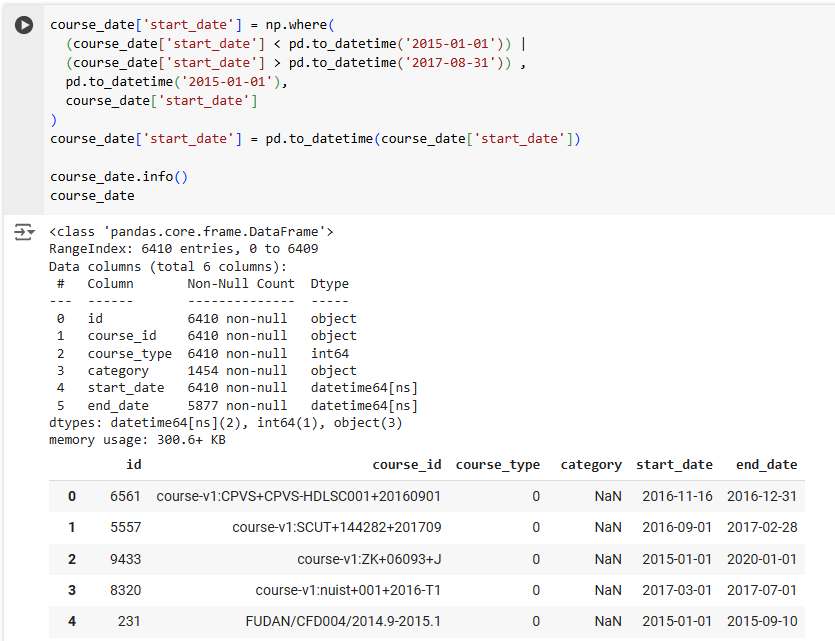 course_date['start_date'] = np.where(
  (course_date['start_date'] < pd.to_datetime('2015-01-01')) |
  (course_date['start_date'] > pd.to_datetime('2017-08-31')) ,
  pd.to_datetime('2015-01-01'),
  course_date['start_date']
)
course_date['start_date'] = pd.to_datetime(course_date['start_date'])

course_date.info()
course_date
<class 'pandas.core.frame.DataFrame'>
RangeIndex: 6410 entries, 0 to 6409
Data columns (total 6 columns):
 #   Column       Non-Null Count  Dtype
---  ------       --------------  -----
 0   id           6410 non-null   object
 1   course_id    6410 non-null   object
 2   course_type  6410 non-null   int64
 3   category     1454 non-null   object
 4   start_date   6410 non-null   datetime64[ns]
 5   end_date     5877 non-null   datetime64[ns]
dtypes: datetime64[ns](2), int64(1), object(3)
memory usage: 300.6+ KB
id course_id course_type category start_date end_date
0 6561 course-v1:CPVS+CPVS-HDLSC001+20160901 0 NaN 2016-11-16 2016-12-31
1 5557 course-v1:SCUT+144282+201709 0 NaN 2016-09-01 2017-02-28
2 9433 course-v1:ZK+06093+J 0 NaN 2015-01-01 2020-01-01
3 8320 course-v1:nuist+001+2016-T1 0 NaN 2017-03-01 2017-07-01
4 231 FUDAN/CFD004/2014.9-2015.1 0 NaN 2015-01-01 2015-09-10